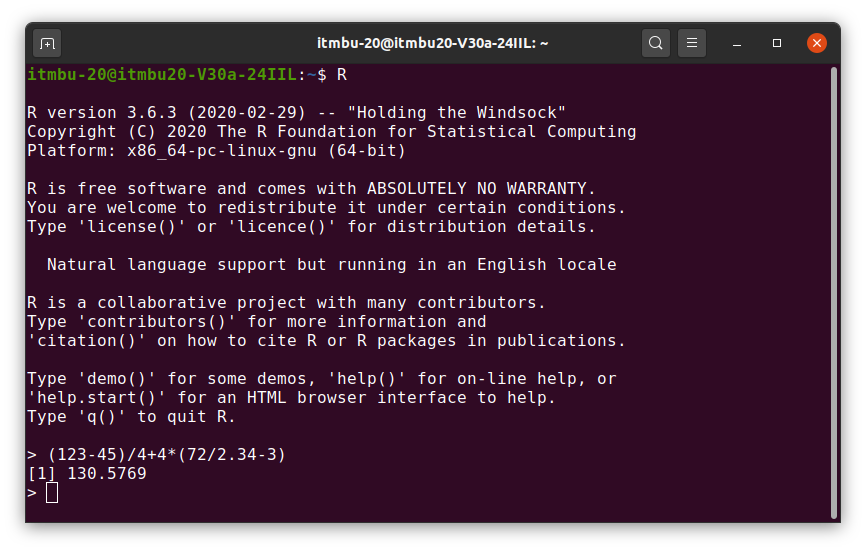 itmbu-20@itmbu20-V30a-24IIL: ~
itmbu-20@itmbu20-V30a-24IIL:~$ R
R version 3.6.3 (2020-02-29) -- "Holding the Windsock"
Copyright (C) 2020 The R Foundation for Statistical Computing
Platform: x86_64-pc-linux-gnu (64-bit)
R is free software and comes with ABSOLUTELY NO WARRANTY.
You are welcome to redistribute it under certain conditions.
Type 'license()' or 'licence()' for distribution details.
Natural language support but running in an English locale
R is a collaborative project with many contributors.
Type 'contributors()' for more information and
'citation()' on how to cite R or R packages in publications.
Type 'demo()' for some demos, 'help()' for on-line help, or
'help.start()' for an HTML browser interface to help.
Type 'q()' to quit R.
> (123-45)/4+4*(72/2.34-3)
[1] 130.5769
>